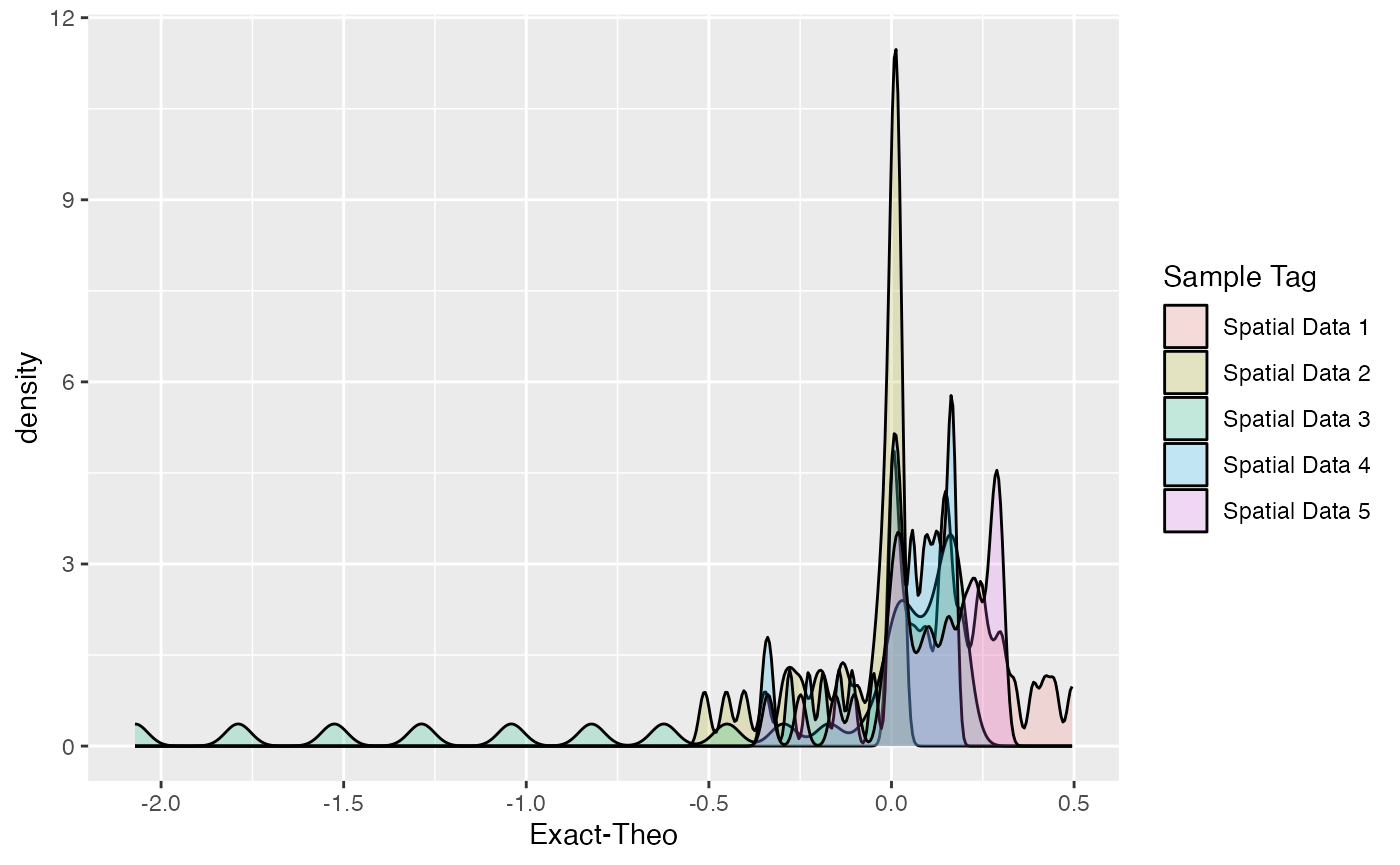 12
9
6
3
0
density
-2.0 -1.5 -1.0 -0.5 0.0 0.5
Exact-Theo
Sample Tag
Spatial Data 1
Spatial Data 2
Spatial Data 3
Spatial Data 4
Spatial Data 5